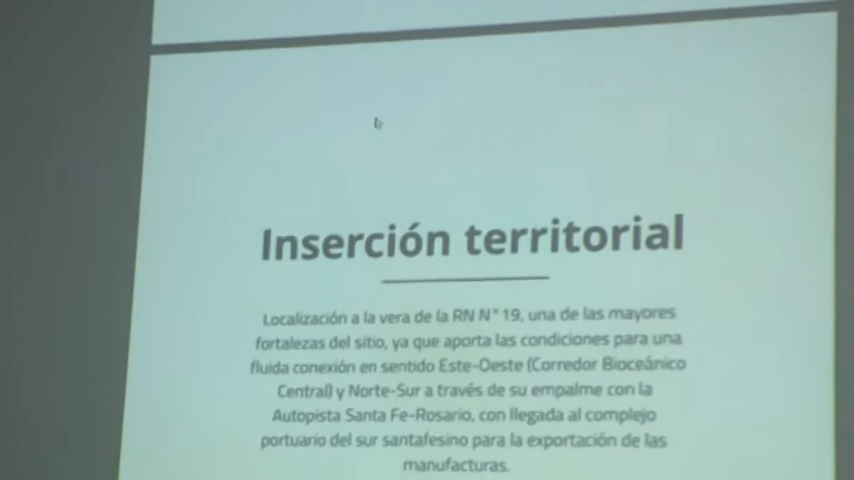 Inserción territorial
Localización a la vera de la RN N°19, una de las mayores
fortalezas del sitio, ya que aporta las condiciones para una
fluida conexión en sentido Este-Oeste (Corredor Bioceánico
Central) y Norte-Sur a través de su empalme con la
Autopista Santa Fe-Rosario, con llegada al complejo
portuario del sur santafesino para la exportación de las
manufacturas.